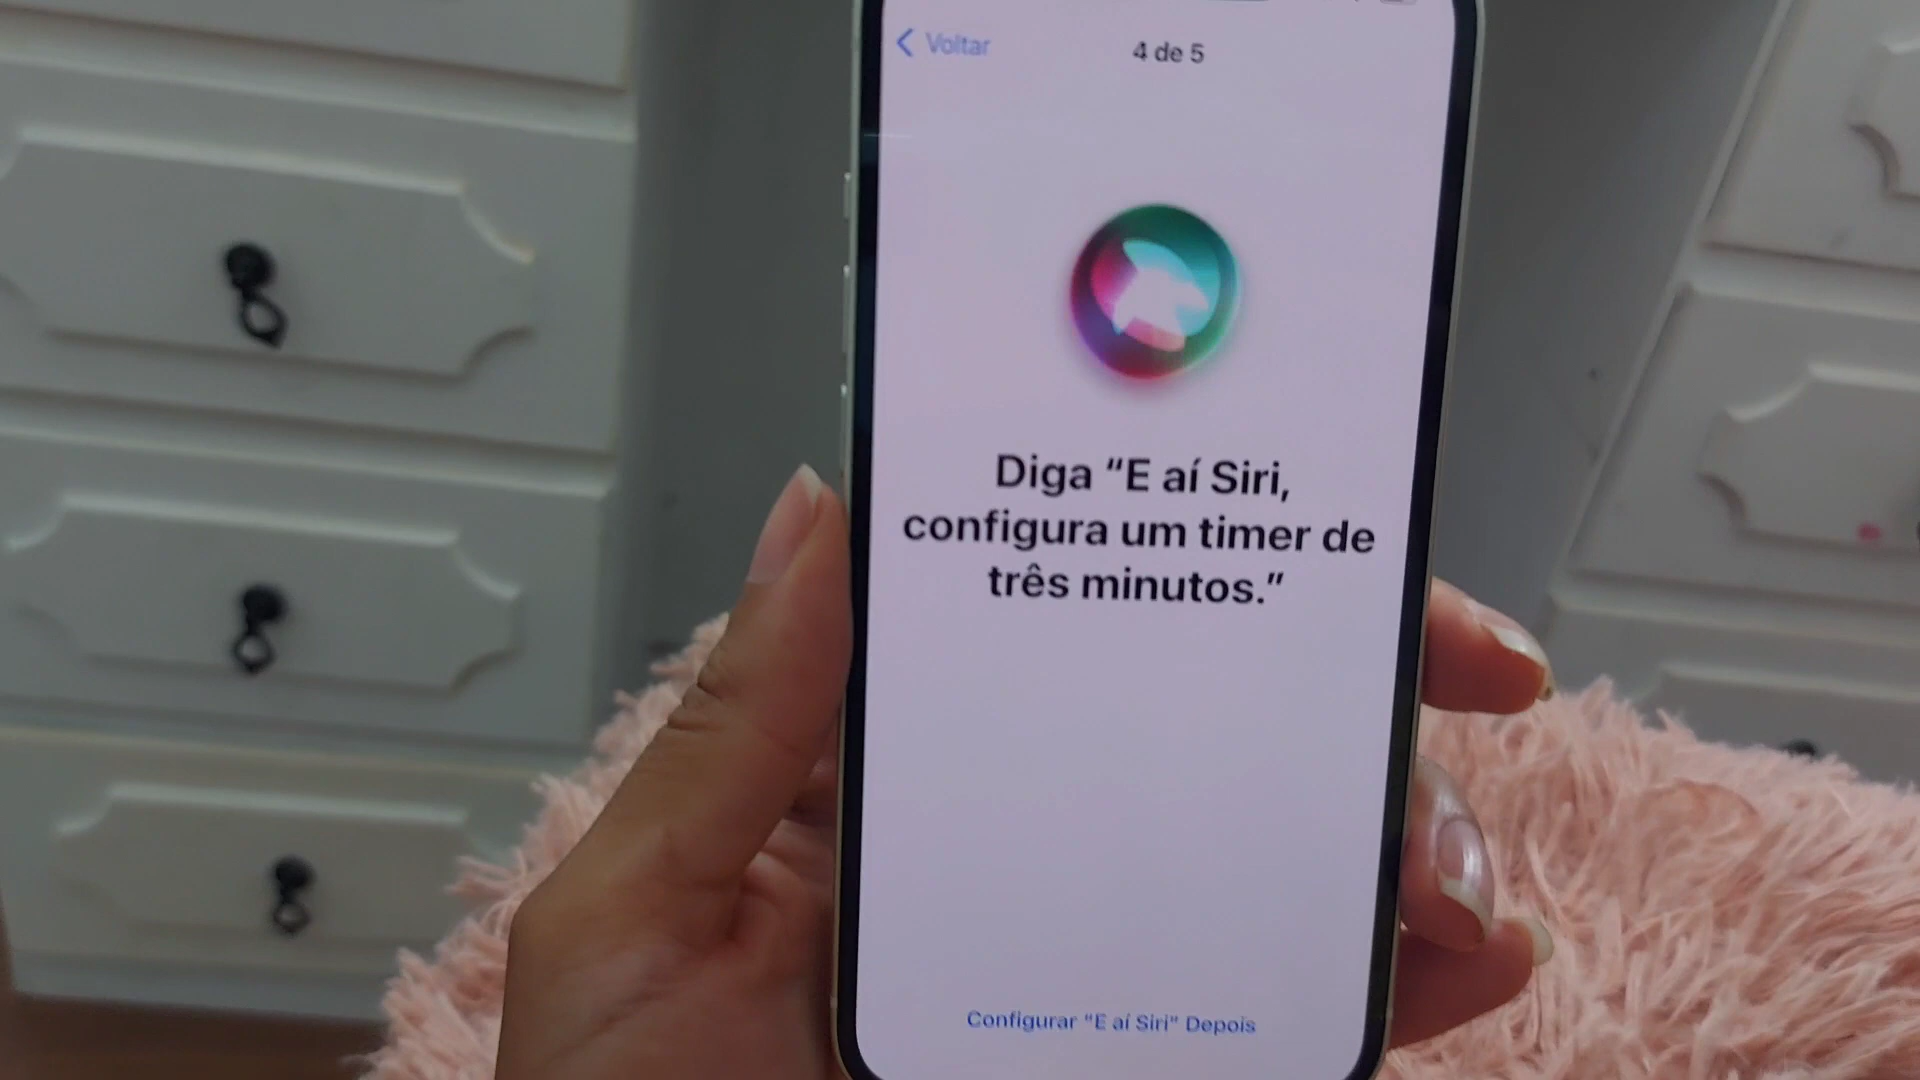 Voltar
4 de 5
Diga “E aí Siri,
configura um timer de
três minutos.”
Configurar “E aí Siri” Depois